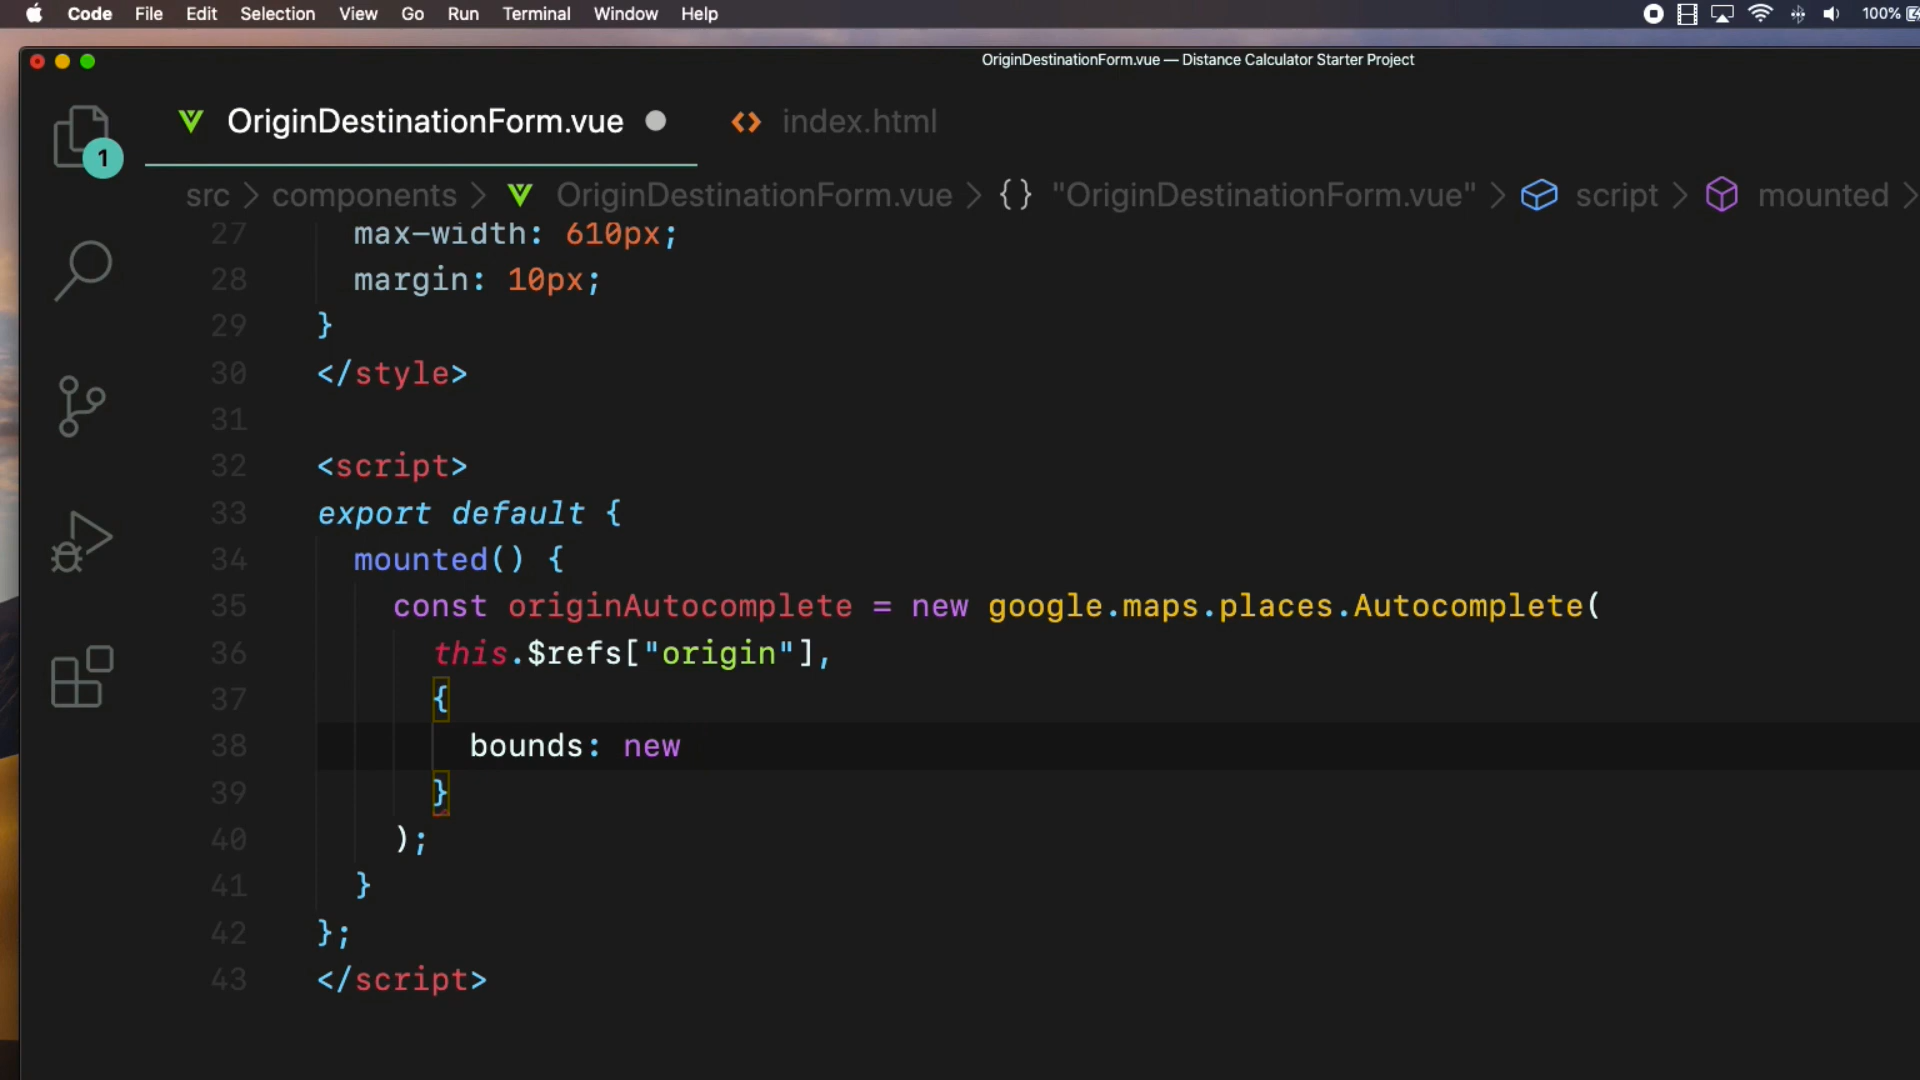 Code File Edit Selection View Go Run Terminal Window Help 100%
OriginDestinationForm.vue — Distance Calculator Starter Project
OriginDestinationForm.vue index.html
1
src > components > OriginDestinationForm.vue > {} "OriginDestinationForm.vue" > script > mounted >
27 max-width: 610px;
28 margin: 10px;
29 }
30 </style>
31
32 <script>
33 export default {
34 mounted() {
35 const originAutocomplete = new google.maps.places.Autocomplete(
36 this.$refs["origin"],
37 {
38 bounds: new
39 }
40 );
41 }
42 };
43 </script>